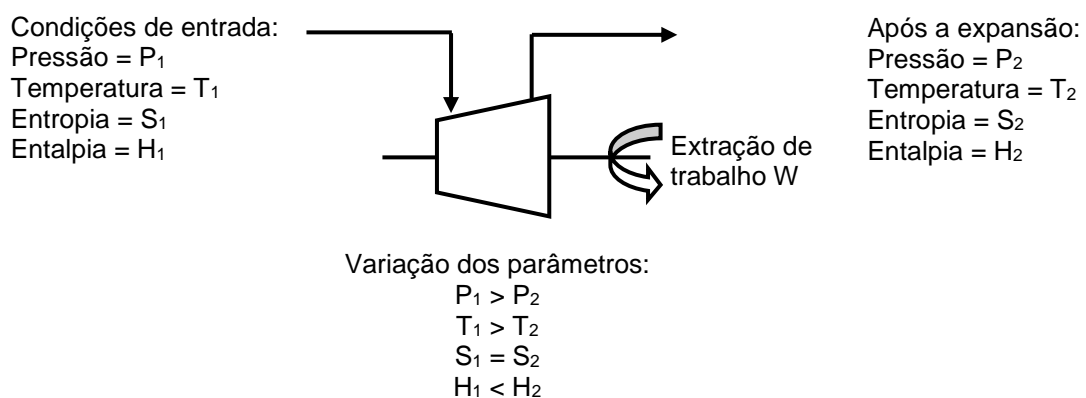 Condições de entrada:
Pressão = P1
Temperatura = T1
Entropia = S1
Entalpia = H1
Após a expansão:
Pressão = P2
Temperatura = T2
Entropia = S2
Entalpia = H2
Extração de
trabalho W
Variação dos parâmetros:
P1 > P2
T1 > T2
S1 = S2
H1 < H2